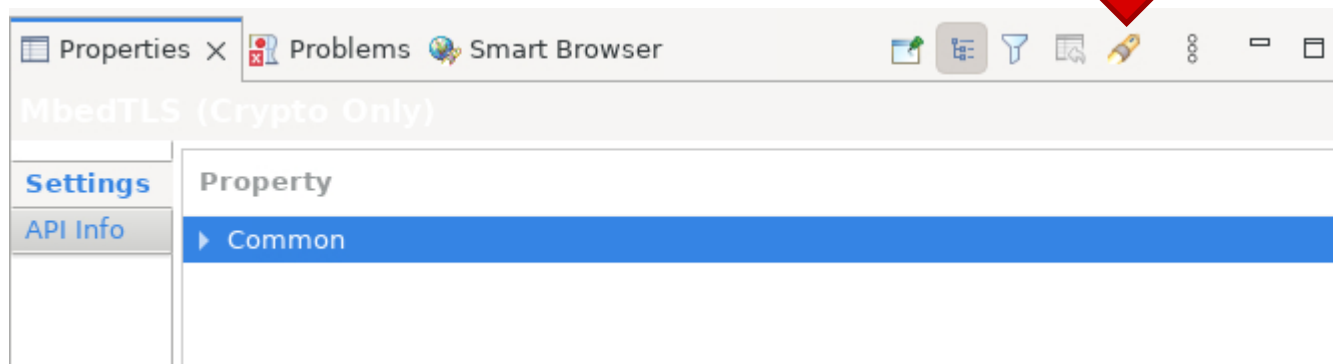 Properties Problems Smart Browser
MbedTLS (Crypto Only)
Settings Property
API Info Common